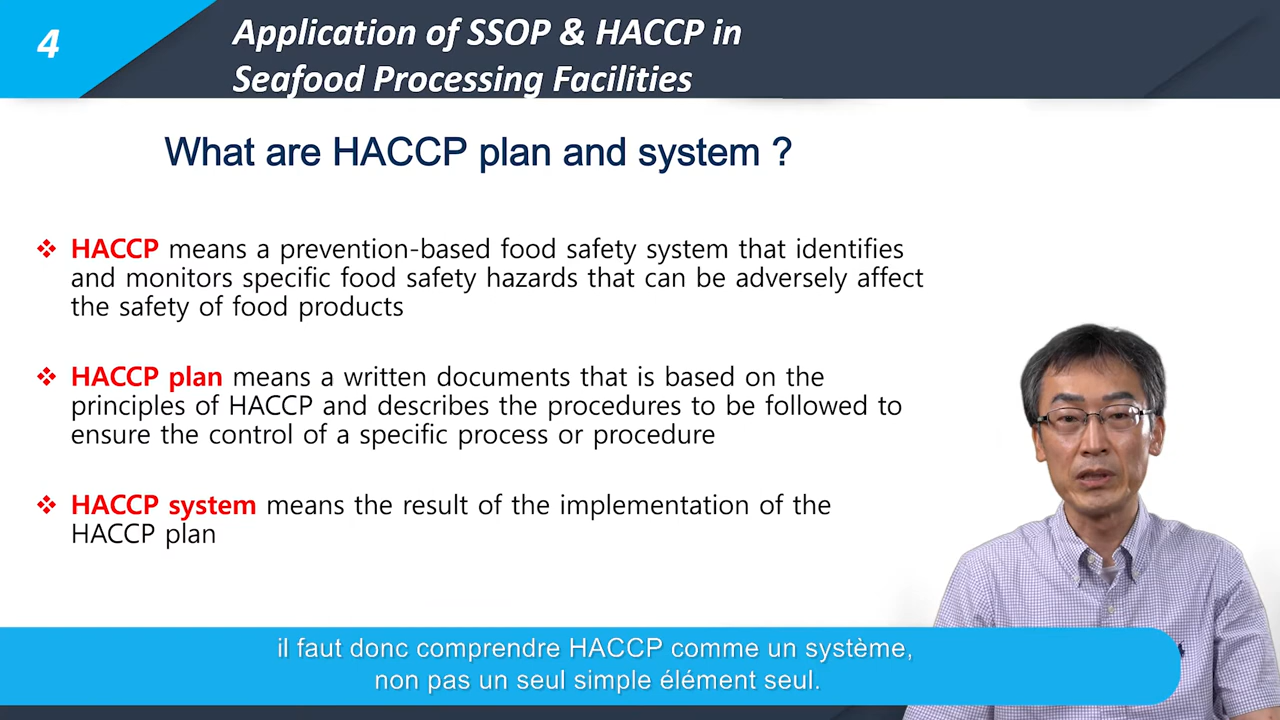 4
Application of SSOP & HACCP in
Seafood Processing Facilities
What are HACCP plan and system ?
HACCP means a prevention-based food safety system that identifies
and monitors specific food safety hazards that can be adversely affect
the safety of food products
HACCP plan means a written documents that is based on the
principles of HACCP and describes the procedures to be followed to
ensure the control of a specific process or procedure
HACCP system means the result of the implementation of the
HACCP plan
il faut donc comprendre HACCP comme un système,
non pas un seul simple élément seul.